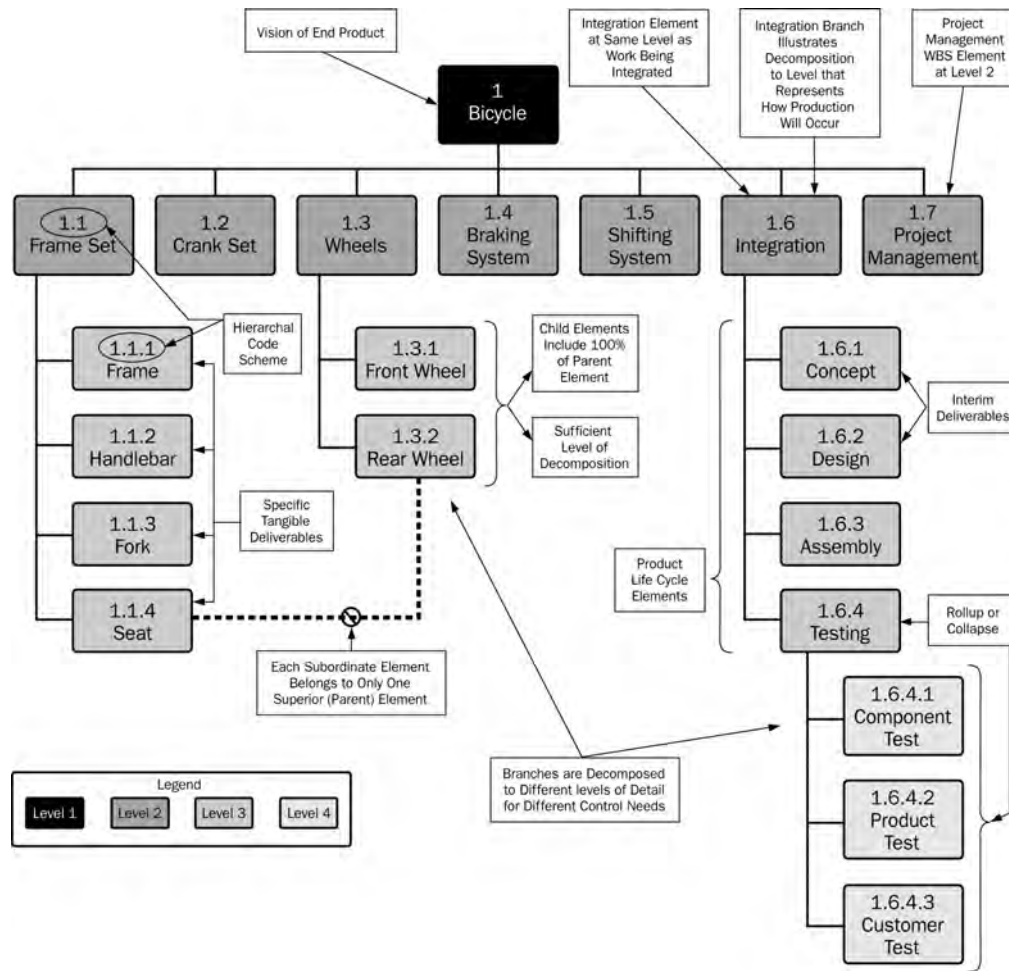 Vision of End Product
Integration Element
at Same Level as
Work Being
Integrated
Integration Branch
Illustrates
Decomposition
to Level that
Represents
How Production
Will Occur
Project
Management
WBS Element
at Level 2
1
Bicycle
1.1
Frame Set
1.2
Crank Set
1.3
Wheels
1.4
Braking
System
1.5
Shifting
System
1.6
Integration
1.7
Project
Management
1.1.1
Frame
Hierarchal
Code
Scheme
1.1.2
Handlebar
1.1.3
Fork
1.1.4
Seat
Specific
Tangible
Deliverables
1.3.1
Front Wheel
1.3.2
Rear Wheel
Child Elements
Include 100%
of Parent
Element
Sufficient
Level of
Decomposition
Each Subordinate Element
Belongs to Only One
Superior (Parent) Element
Product
Life Cycle
Elements
1.6.1
Concept
1.6.2
Design
Interim
Deliverables
1.6.3
Assembly
1.6.4
Testing
Rollup or
Collapse
1.6.4.1
Component
Test
1.6.4.2
Product
Test
1.6.4.3
Customer
Test
Branches are Decomposed
to Different levels of Detail
for Different Control Needs
Legend
Level 1
Level 2
Level 3
Level 4